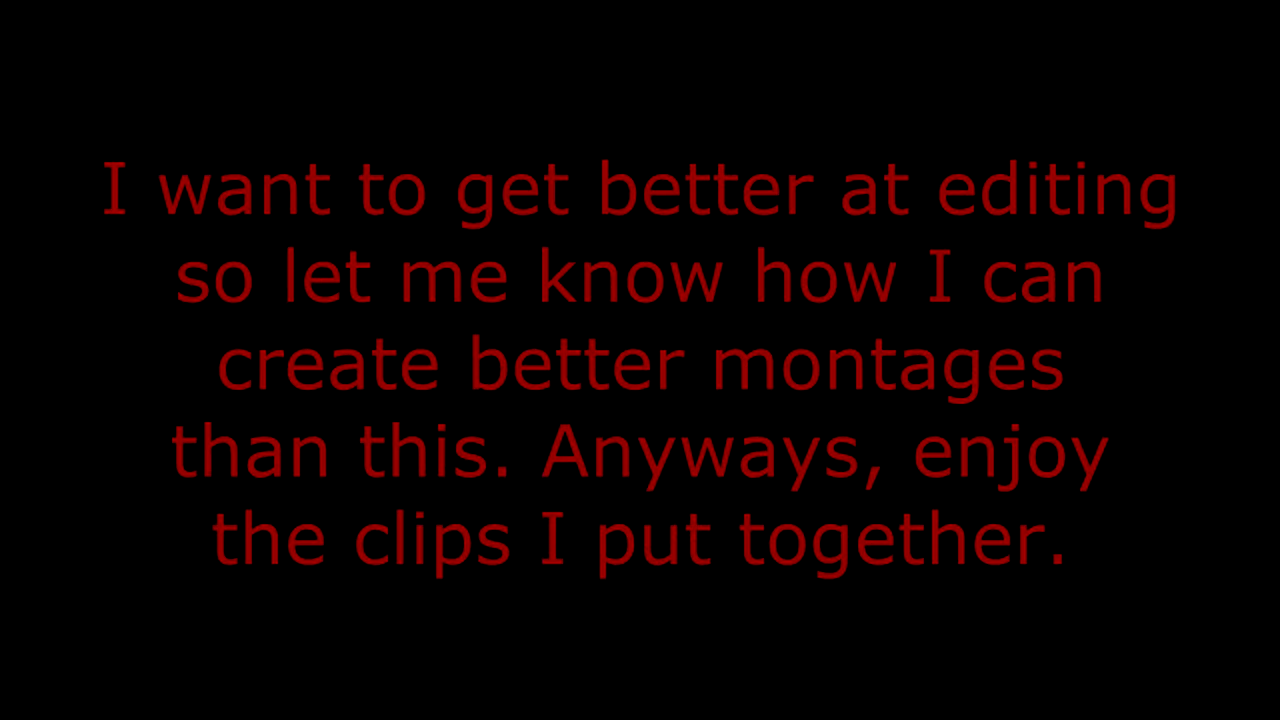 I want to get better at editing
so let me know how I can
create better montages
than this. Anyways, enjoy
the clips I put together.